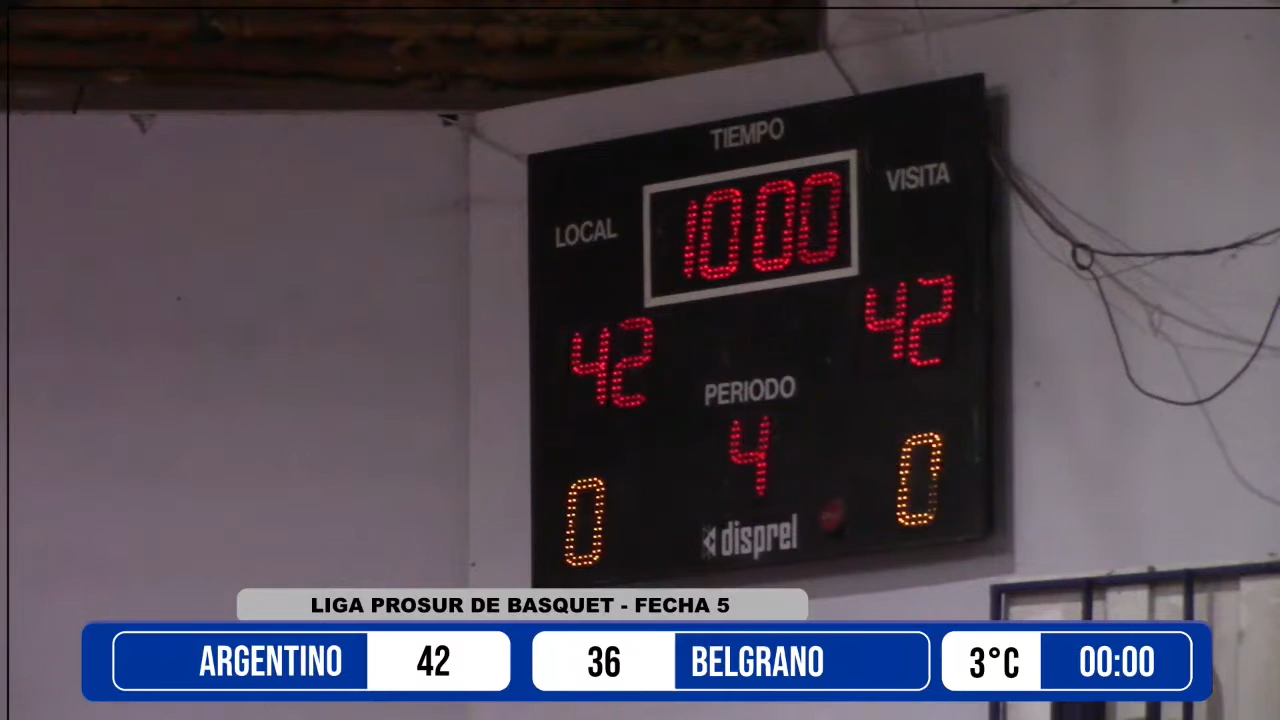 TIEMPO
10 00
LOCAL
VISITA
42
42
PERIODO
4
0
0
disprel
LIGA PROSUR DE BASQUET - FECHA 5
ARGENTINO 42 36 BELGRANO 3°C 00:00